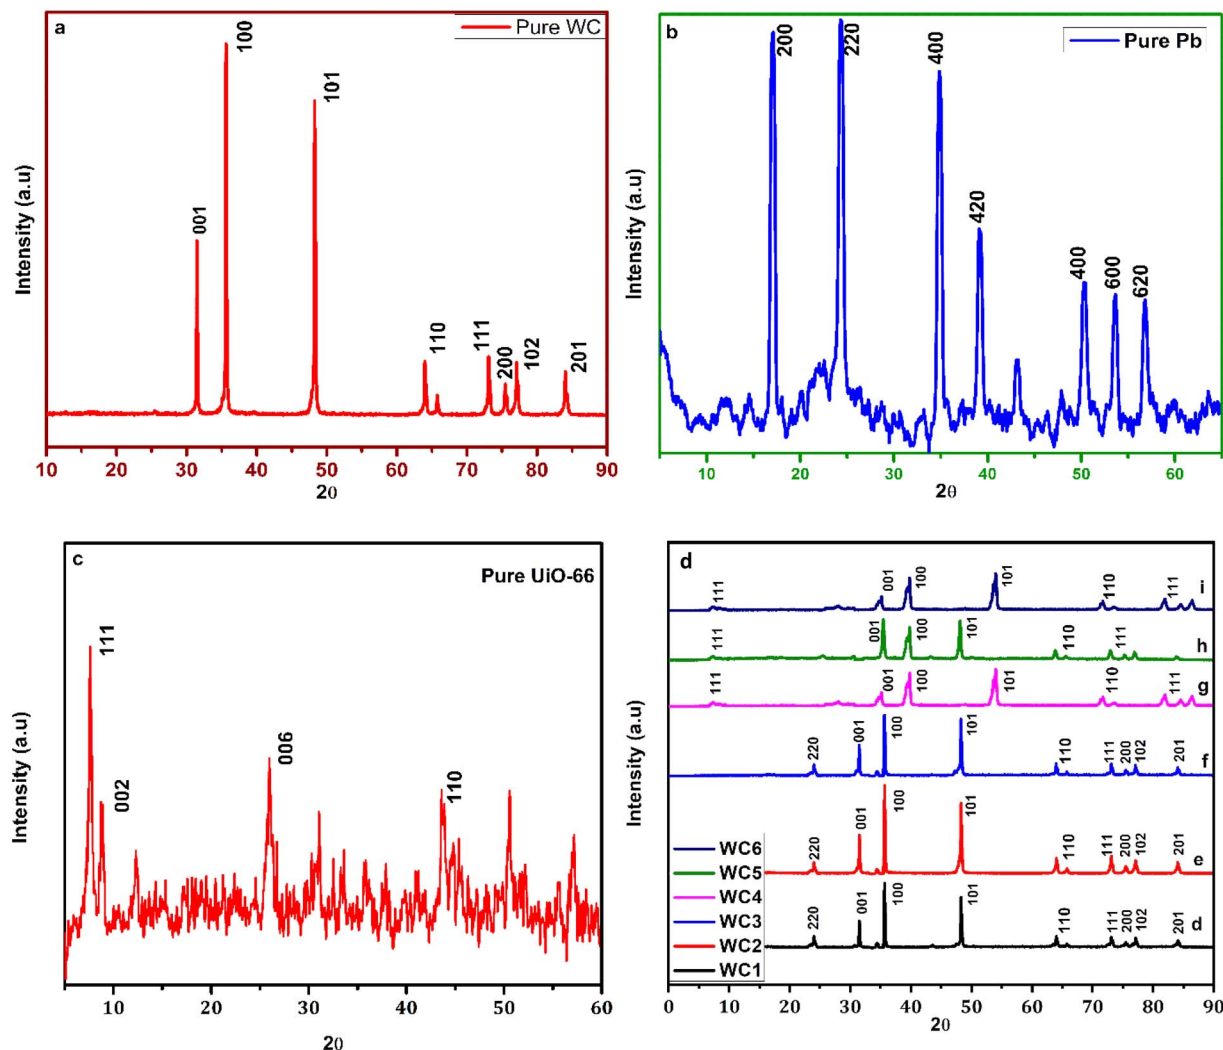 a
Pure WC
100
101
001
110
111
200
102
201
Intensity (a.u)
10 20 30 40 50 60 70 80 90
2θ
b
Pure Pb
200
220
400
420
400
600
620
Intensity (a.u)
10 20 30 40 50 60
2θ
c
Pure UiO-66
111
002
006
110
Intensity (a.u)
10 20 30 40 50 60
2θ
d
111 001 100 101 110 111 i
111 001 100 101 110 111 h
111 001 100 101 110 111 g
220 001 100 101 110 111 200 102 201 f
220 001 100 101 110 111 200 102 201 e
220 001 100 101 110 111 200 102 201 d
WC6
WC5
WC4
WC3
WC2
WC1
Intensity (a.u)
0 10 20 30 40 50 60 70 80 90
2θ